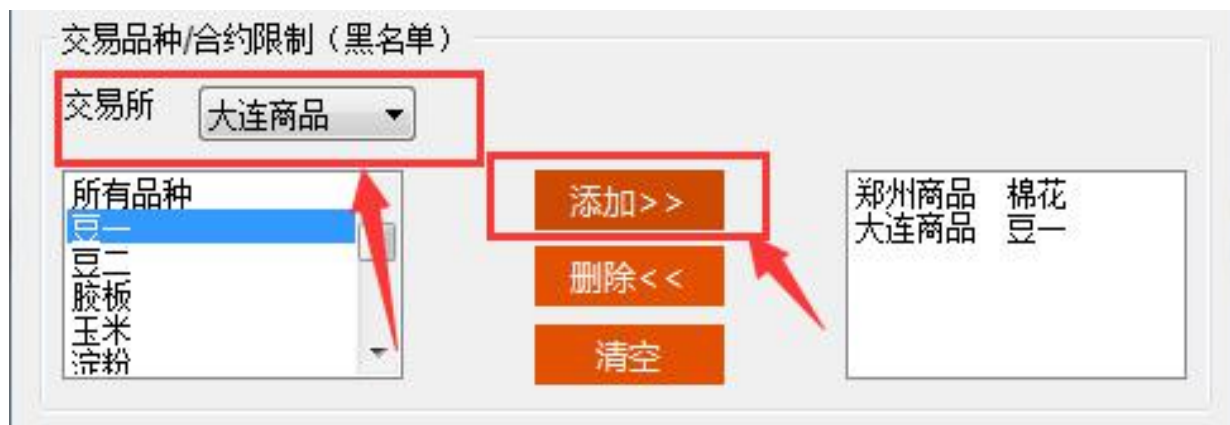 交易品种/合约限制（黑名单）
交易所 大连商品
所有品种
豆一
豆二
胶板
玉米
淀粉
添加>>
删除<<
清空
郑州商品 棉花
大连商品 豆一